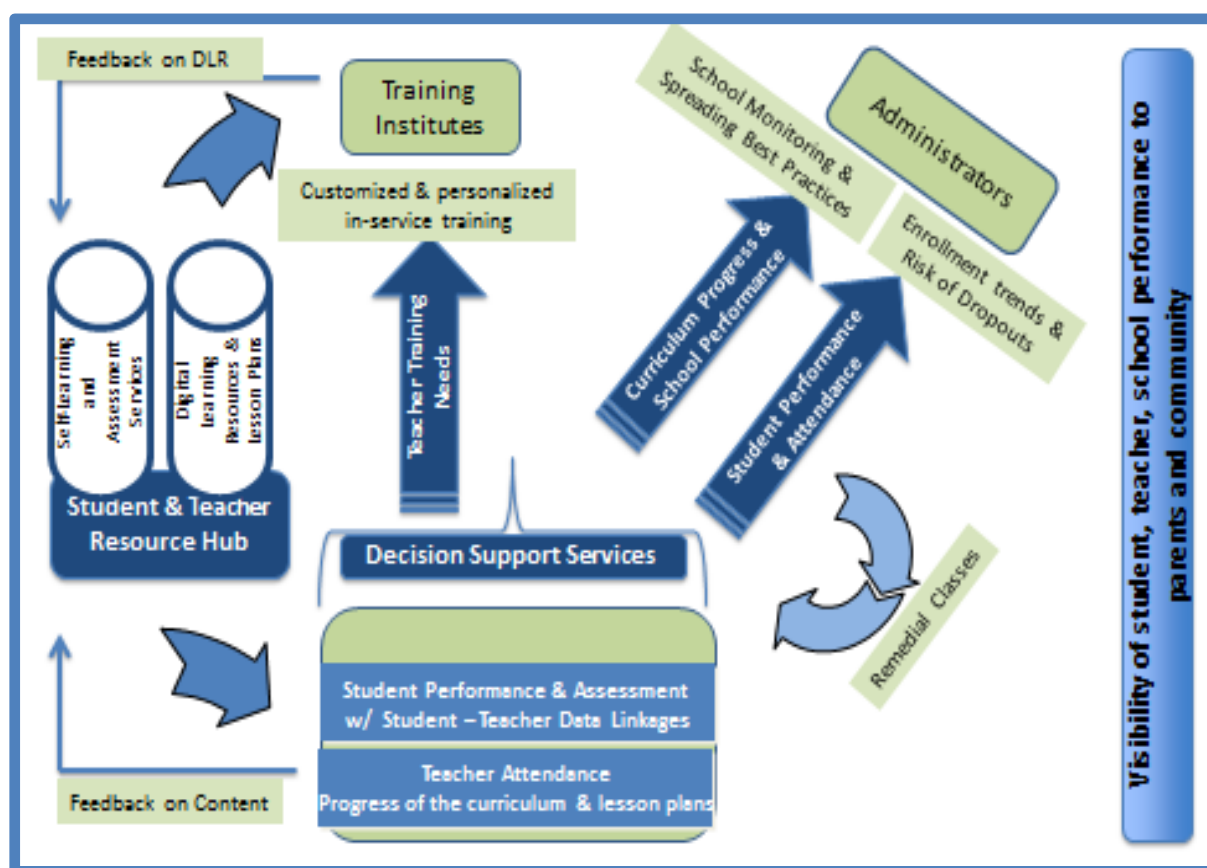 Feedback on DLR
Training
Institutes
Customized & personalized
in-service training
Teacher Training
Needs
School Monitoring &
Spreading Best Practices
Administrators
Enrollment trends &
Risk of Dropouts
Curriculum Progress &
School Performance
Student Performance
& Attendance
Self-Learning
and
Assessment
Services
Digital
Learning
Resources &
Lesson Plans
Student & Teacher
Resource Hub
Decision Support Services
Student Performance & Assessment
w/ Student – Teacher Data Linkages
Teacher Attendance
Progress of the curriculum & lesson plans
Feedback on Content
Remedial Classes
Visibility of student, teacher, school performance to
parents and community